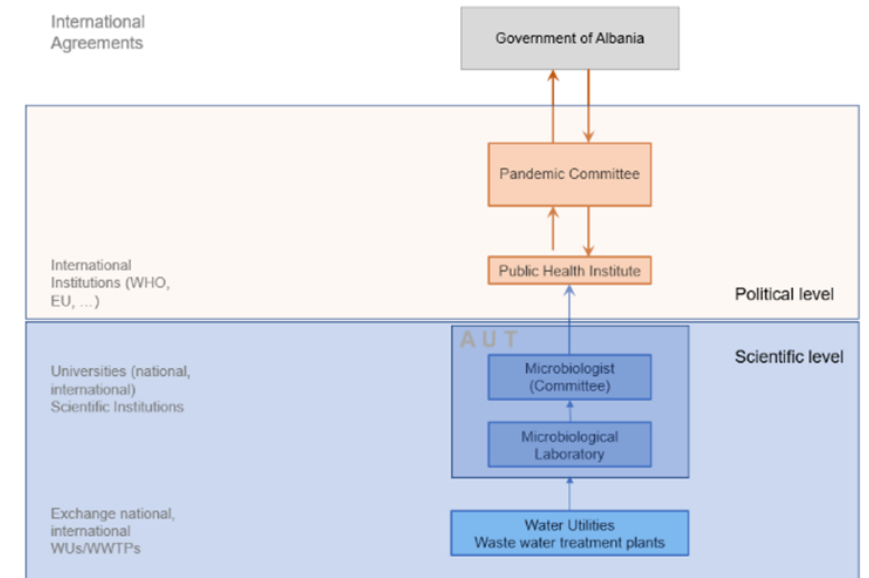 International
Agreements
Government of Albania
Pandemic Committee
International
Institutions (WHO,
EU, ...)
Public Health Institute
Political level
AUT
Scientific level
Universities (national,
international)
Scientific Institutions
Microbiologist
(Committee)
Microbiological
Laboratory
Exchange national,
international
WUs/WWTPs
Water Utilities
Waste water treatment plants